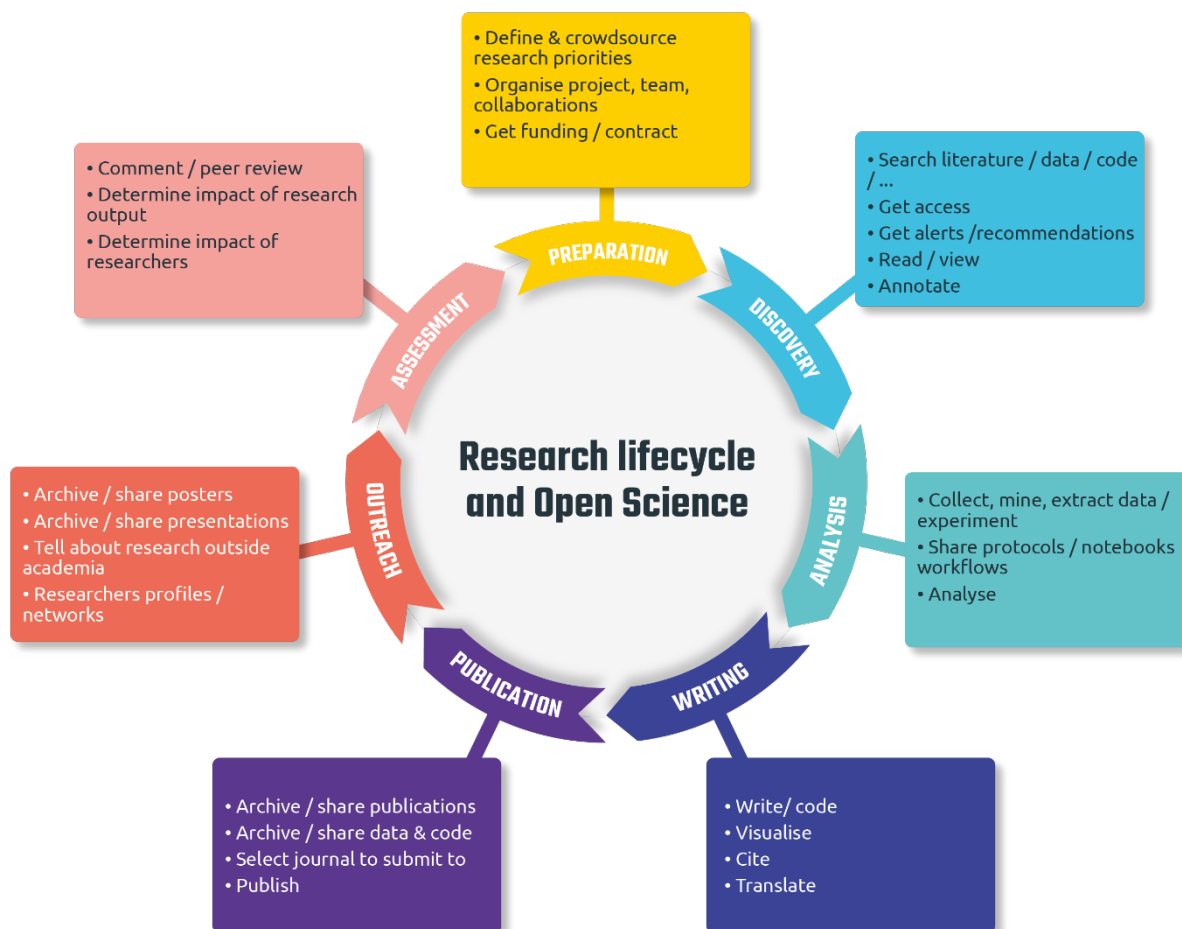 • Define & crowdsource
research priorities
• Organise project, team,
collaborations
• Get funding / contract
PREPARATION
• Search literature / data / code
/ ...
• Get access
• Get alerts /recommendations
• Read / view
• Annotate
DISCOVERY
• Collect, mine, extract data /
experiment
• Share protocols / notebooks
workflows
• Analyse
ANALYSIS
• Write/ code
• Visualise
• Cite
• Translate
WRITING
• Archive / share publications
• Archive / share data & code
• Select journal to submit to
• Publish
PUBLICATION
• Archive / share posters
• Archive / share presentations
• Tell about research outside
academia
• Researchers profiles /
networks
OUTREACH
• Comment / peer review
• Determine impact of research
output
• Determine impact of
researchers
ASSESSMENT
Research lifecycle
and Open Science